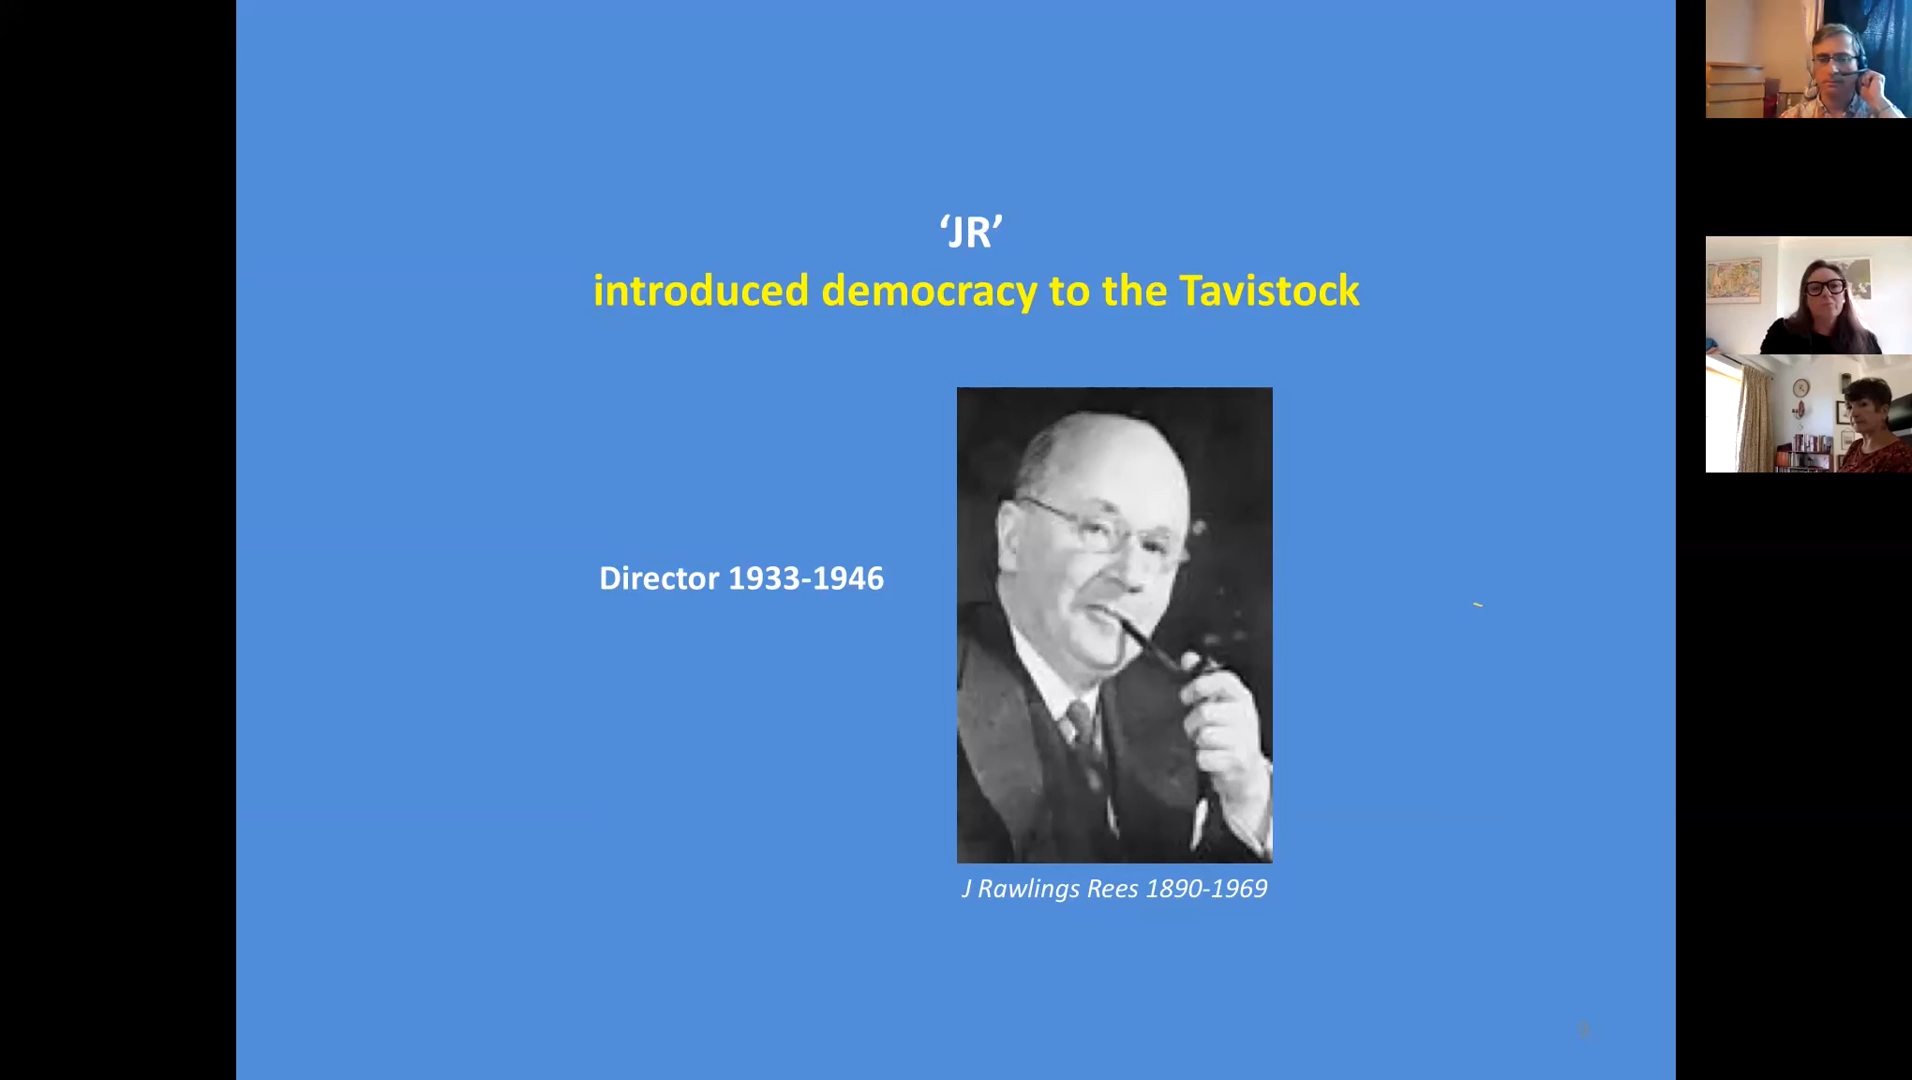 ‘JR’
introduced democracy to the Tavistock
Director 1933-1946
J Rawlings Rees 1890-1969